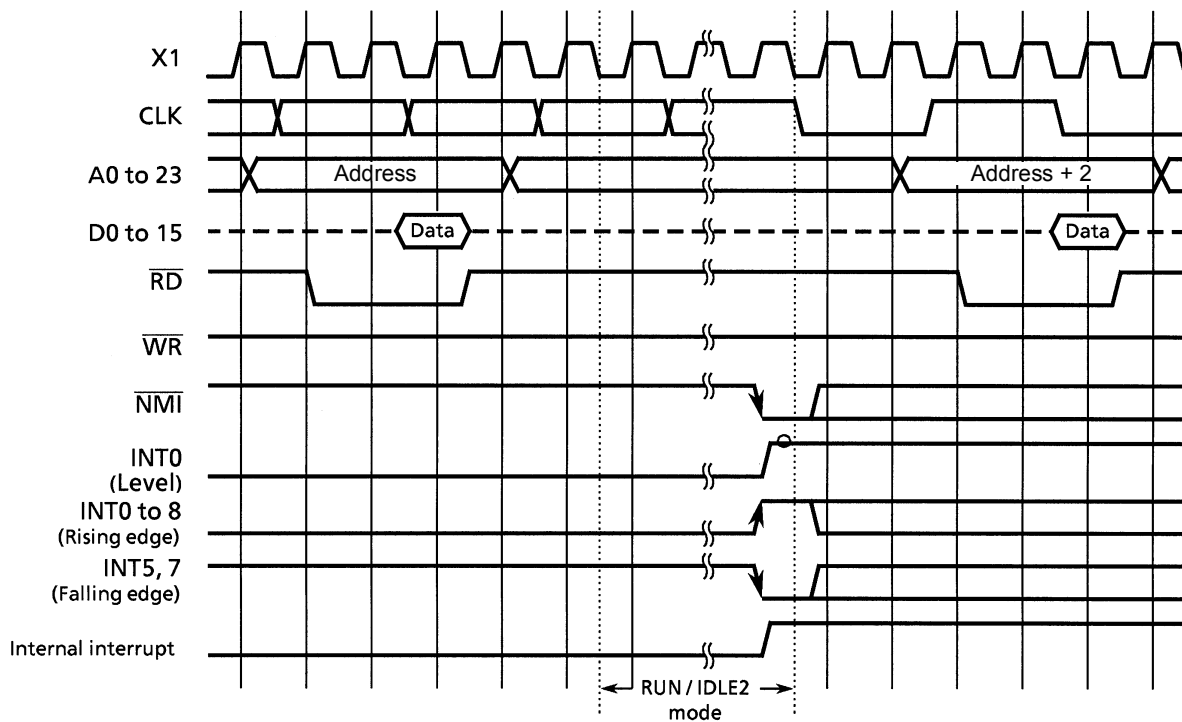 X1
CLK
A0 to 23
Address
Address + 2
D0 to 15
Data
Data
RD
WR
NMI
INT0
(Level)
INT0 to 8
(Rising edge)
INT5, 7
(Falling edge)
Internal interrupt
RUN / IDLE2
mode